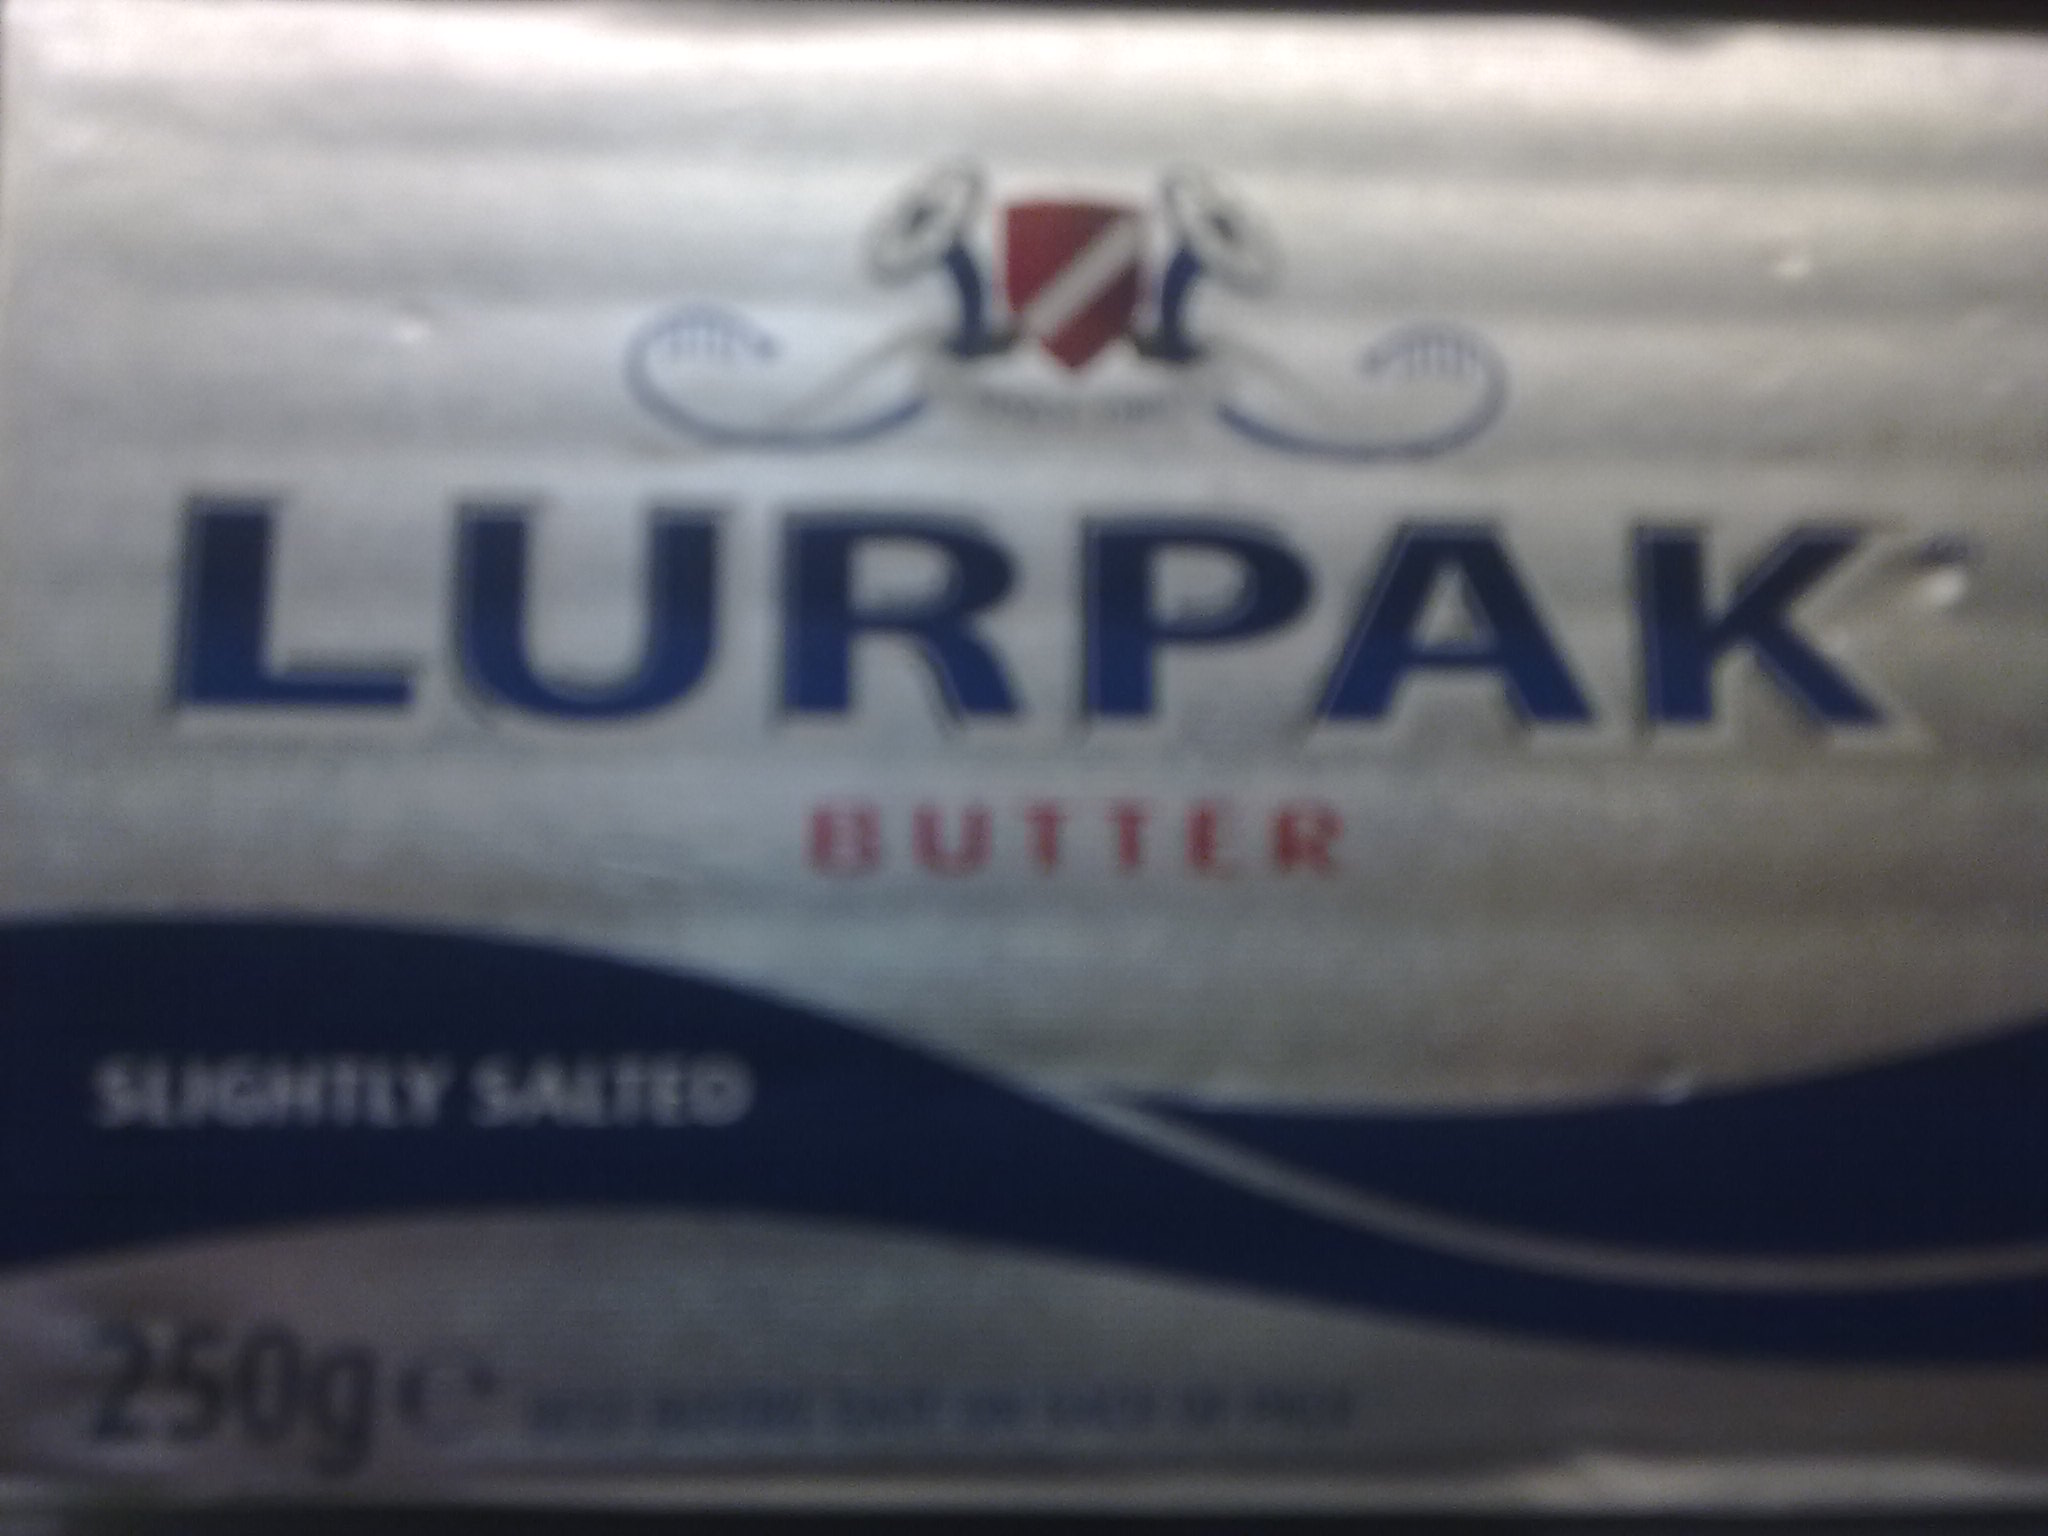 LURPAK
BUTTER
SLIGHTLY SALTED
250g e